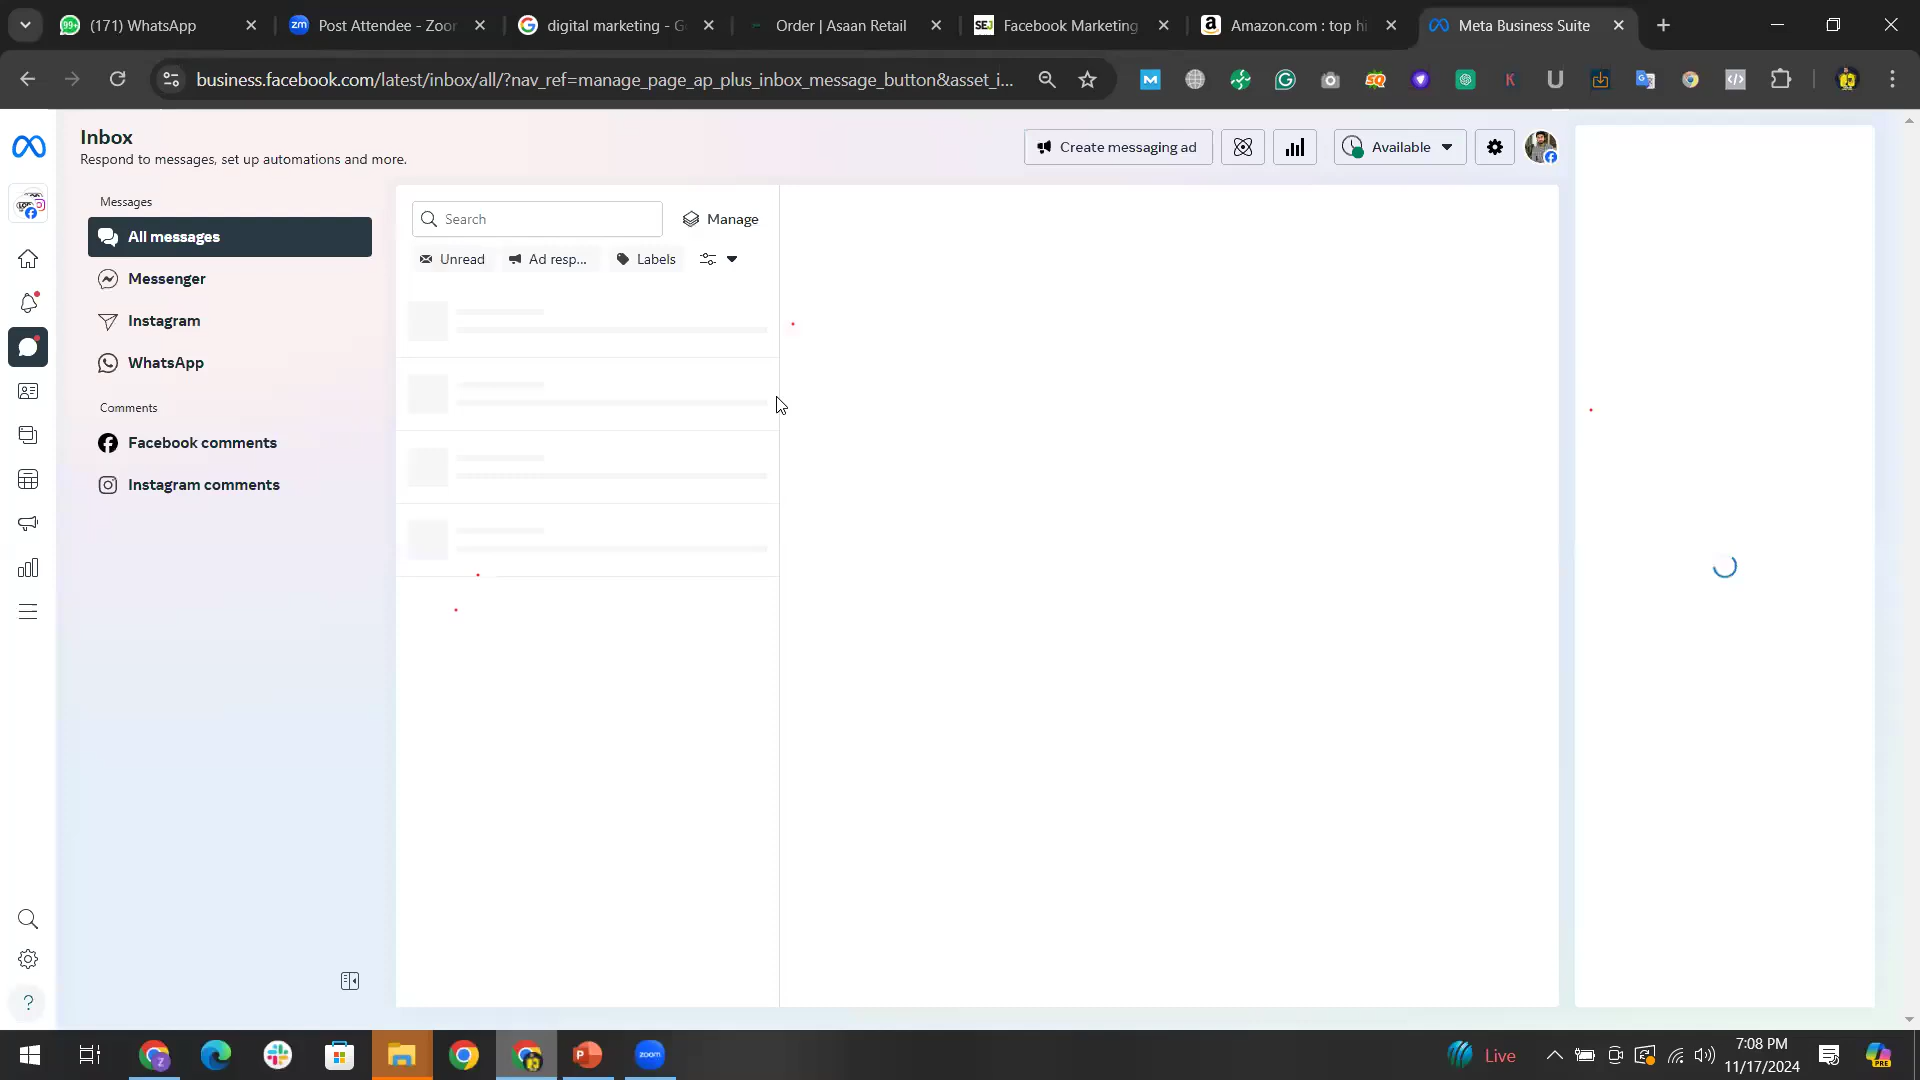 (171) WhatsApp
Post Attendee - Zoor
digital marketing - G
Order | Asaan Retail
SEJ
Facebook Marketing
Amazon.com : top hi
Meta Business Suite
business.facebook.com/latest/inbox/all/?nav_ref=manage_page_ap_plus_inbox_message_button&asset_i...
Inbox
Respond to messages, set up automations and more.
Create messaging ad
Available
Messages
All messages
Messenger
Instagram
WhatsApp
Comments
Facebook comments
Instagram comments
Search
Manage
Unread
Ad resp...
Labels
zoom
Live
7:08 PM
11/17/2024